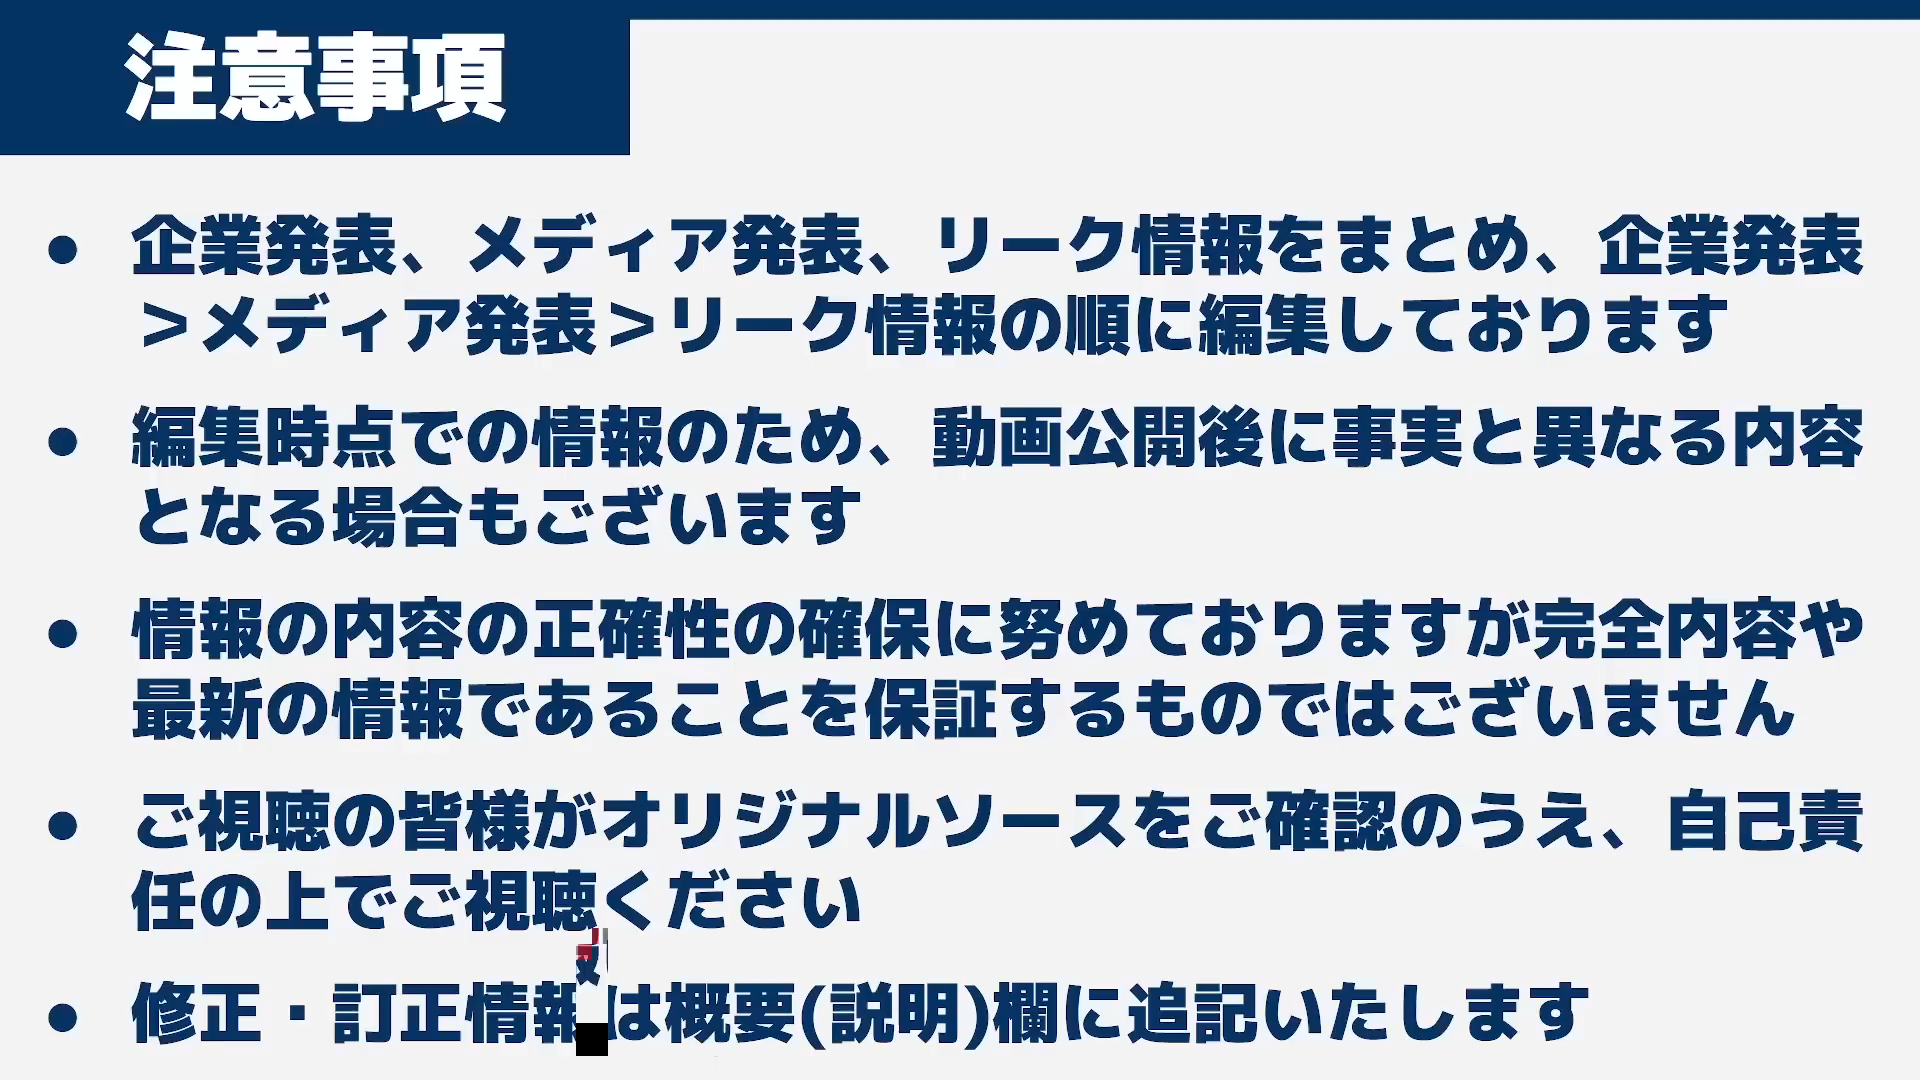 注意事項
● 企業発表、メディア発表、リーク情報をまとめ、企業発表
＞メディア発表＞リーク情報の順に編集しております
● 編集時点での情報のため、動画公開後に事実と異なる内容
となる場合もございます
● 情報の内容の正確性の確保に努めておりますが完全内容や
最新の情報であることを保証するものではございません
● ご視聴の皆様がオリジナルソースをご確認のうえ、自己責
任の上でご視聴ください
● 修正・訂正情報は概要(説明)欄に追記いたします